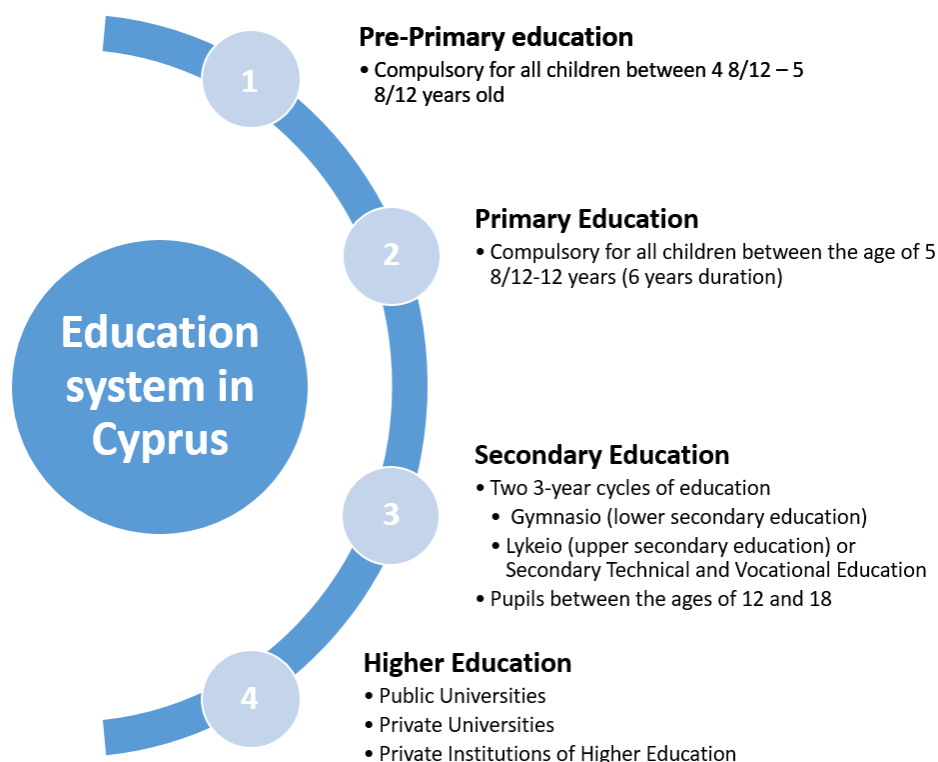 Education
system in
Cyprus
1
Pre-Primary education
• Compulsory for all children between 4 8/12 – 5
8/12 years old
2
Primary Education
• Compulsory for all children between the age of 5
8/12-12 years (6 years duration)
3
Secondary Education
• Two 3-year cycles of education
• Gymnasio (lower secondary education)
• Lykeio (upper secondary education) or
Secondary Technical and Vocational Education
• Pupils between the ages of 12 and 18
4
Higher Education
• Public Universities
• Private Universities
• Private Institutions of Higher Education